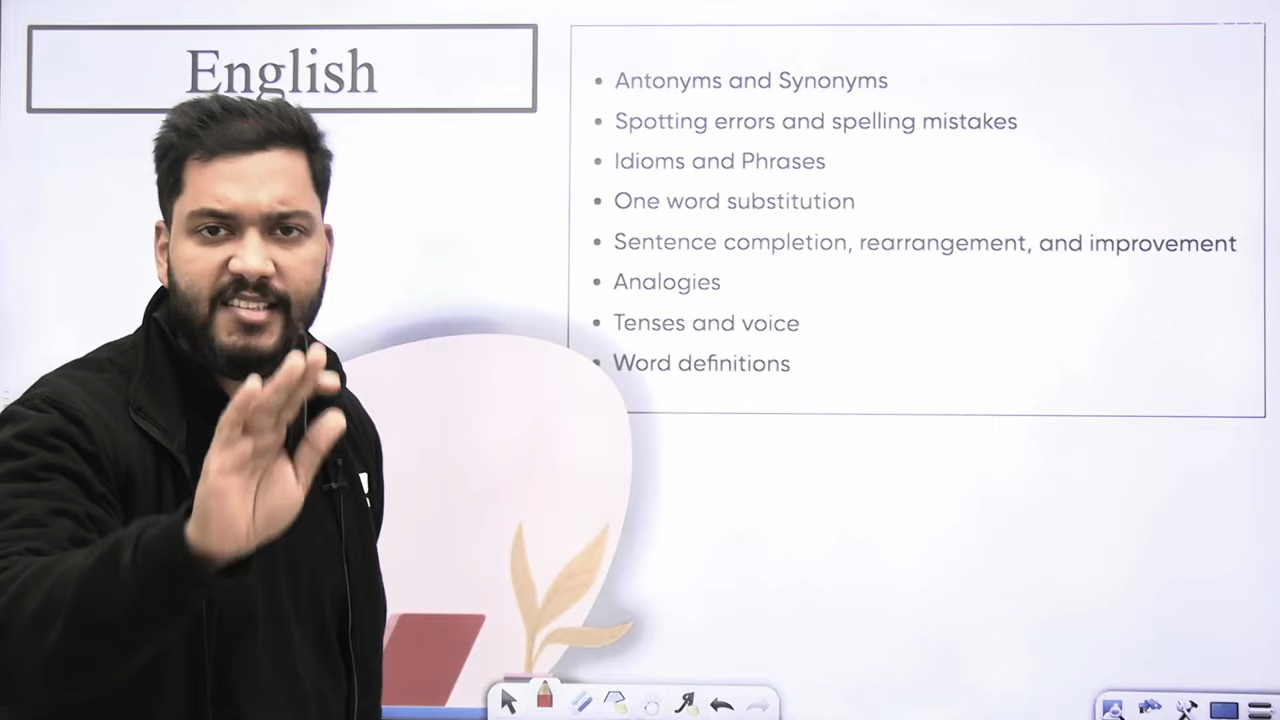 English
• Antonyms and Synonyms
• Spotting errors and spelling mistakes
• Idioms and Phrases
• One word substitution
• Sentence completion, rearrangement, and improvement
• Analogies
• Tenses and voice
• Word definitions